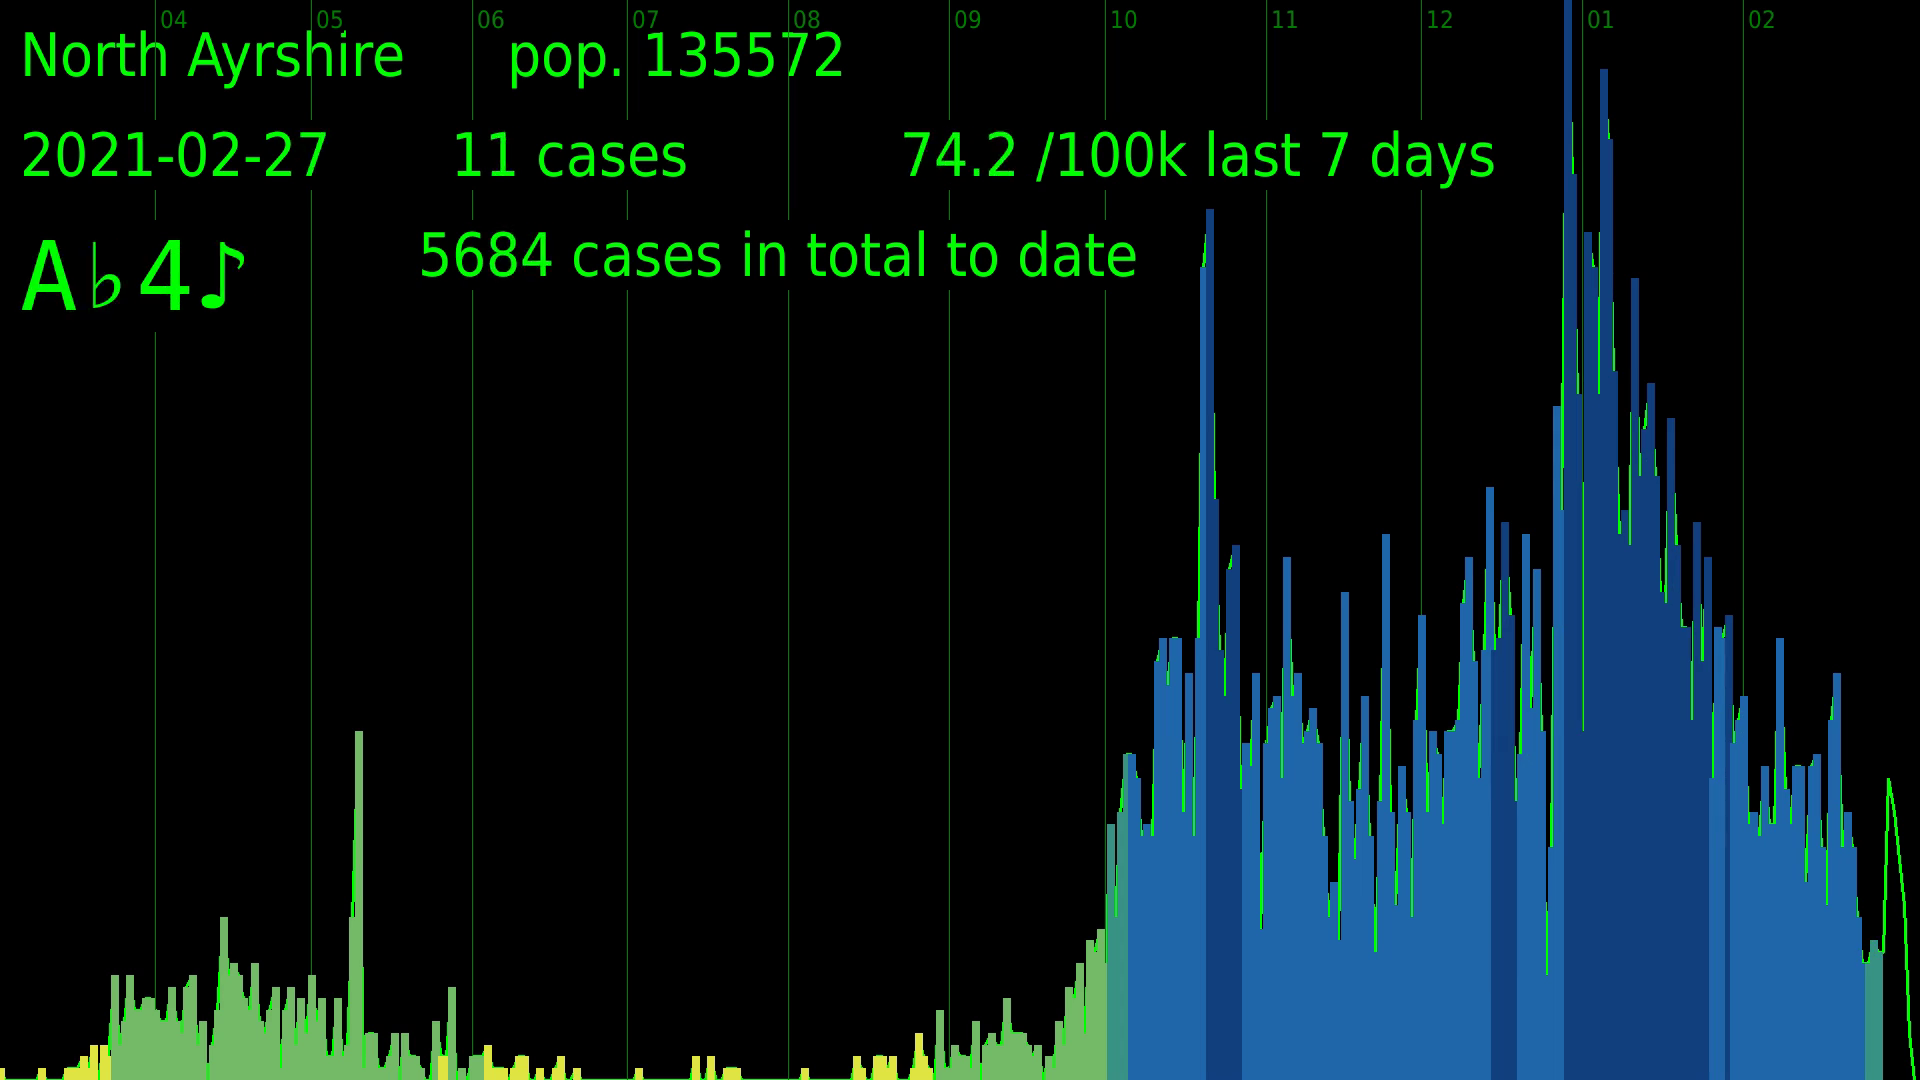 04 05 06 07 08 09 10 11 12 01 02
North Ayrshire pop. 135572
2021-02-27 11 cases 74.2 /100k last 7 days
A♭4♪ 5684 cases in total to date